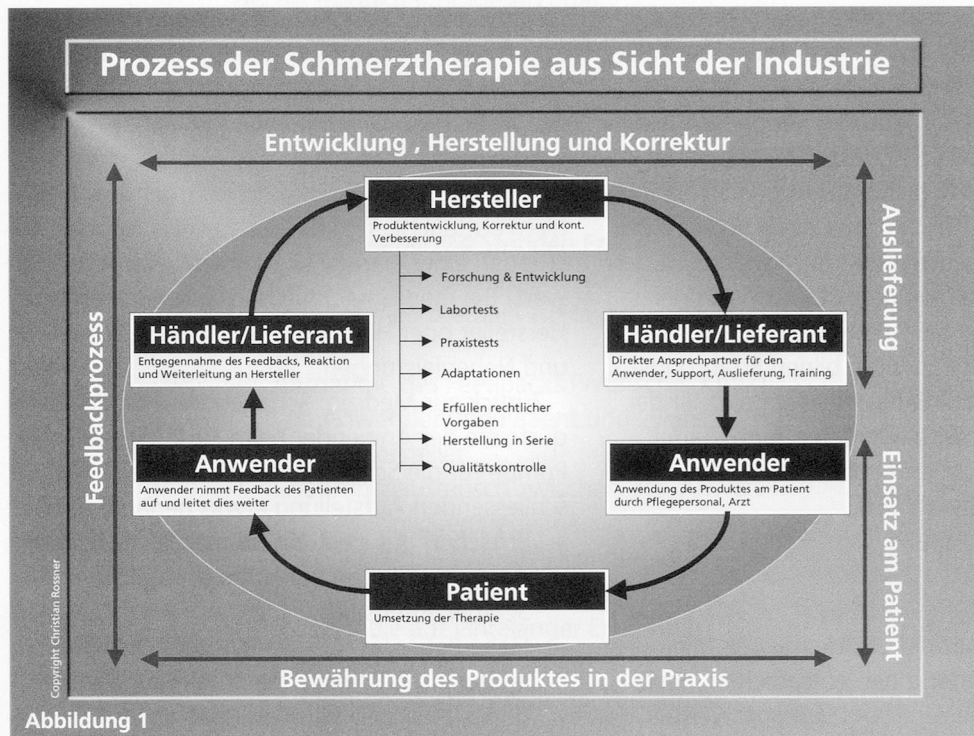 Prozess der Schmerztherapie aus Sicht der Industrie
Entwicklung , Herstellung und Korrektur
Hersteller
Produktentwicklung, Korrektur und kont.
Verbesserung
Forschung & Entwicklung
Labortests
Praxistests
Adaptationen
Erfüllen rechtlicher
Vorgaben
Herstellung in Serie
Qualitätskontrolle
Händler/Lieferant
Direkter Ansprechpartner für den
Anwender, Support, Auslieferung, Training
Auslieferung
Anwender
Anwendung des Produktes am Patient
durch Pflegepersonal, Arzt
Einsatz am Patient
Patient
Umsetzung der Therapie
Bewährung des Produktes in der Praxis
Anwender
Anwender nimmt Feedback des Patienten
auf und leitet dies weiter
Händler/Lieferant
Entgegennahme des Feedbacks, Reaktion
und Weiterleitung an Hersteller
Feedbackprozess
Copyright Christian Rossner
Abbildung 1